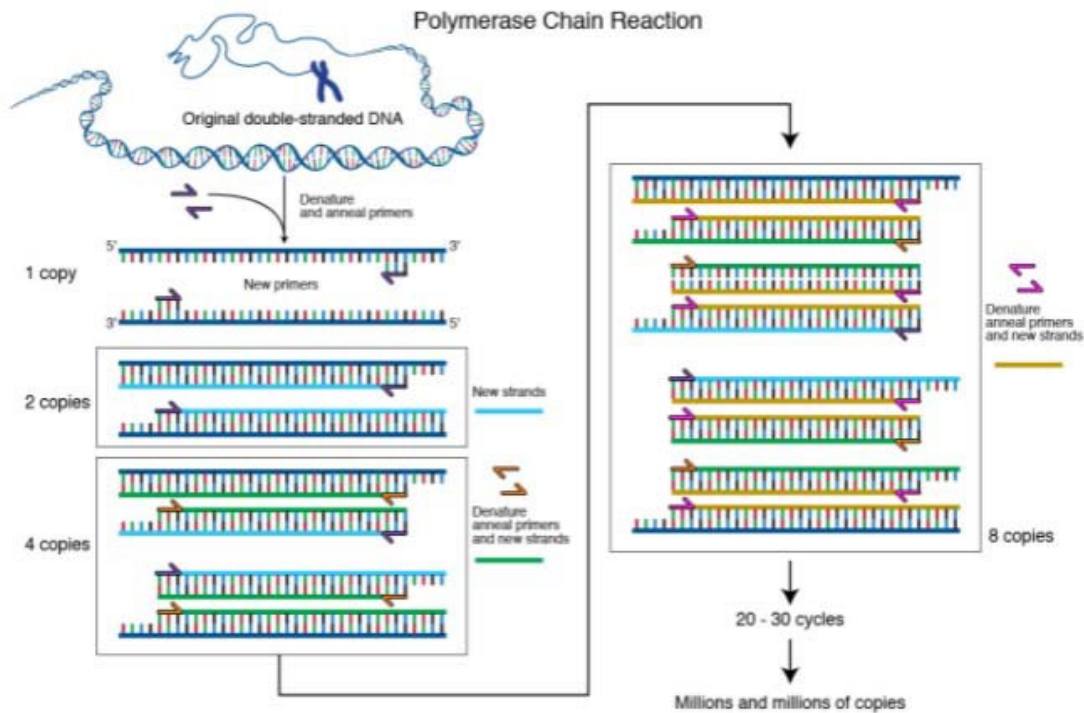 Polymerase Chain Reaction
Original double-stranded DNA
Denature
and anneal primers
5'
3'
1 copy
New primers
3'
5'
2 copies
New strands
4 copies
Denature
anneal primers
and new strands
Denature
anneal primers
and new strands
8 copies
20 - 30 cycles
Millions and millions of copies